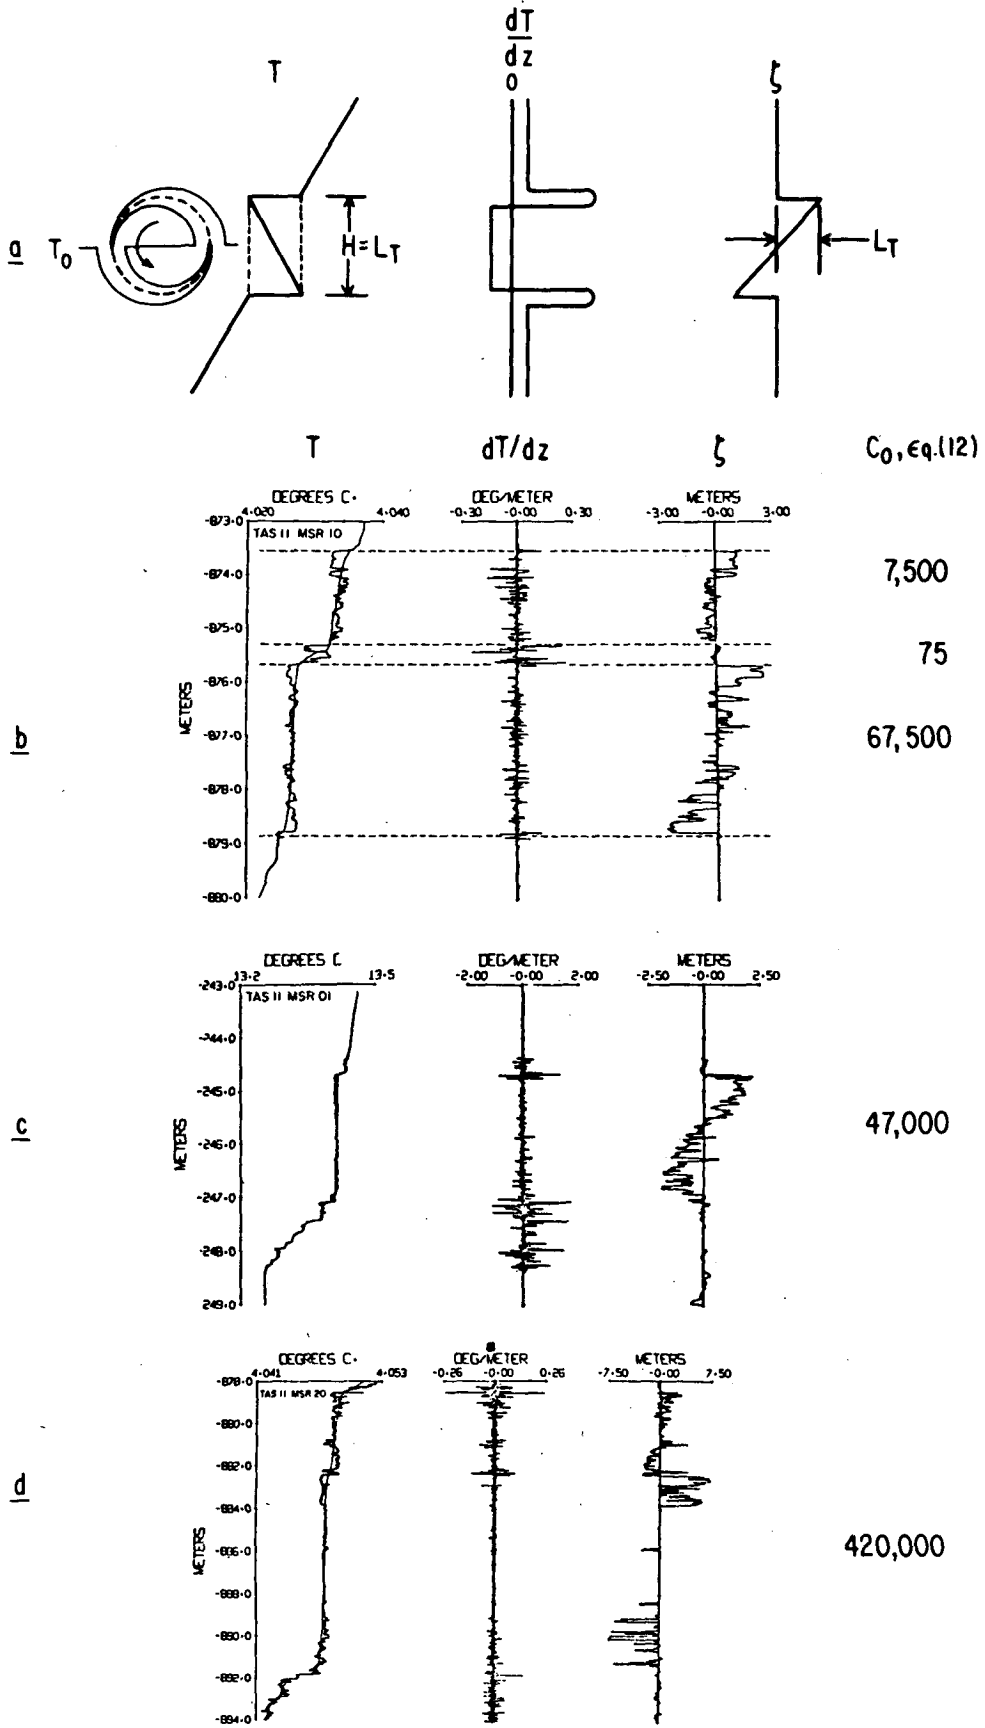 T
dT
dz
0
ζ
a
T₀
H = L_T
L_T
T
dT/dz
ζ
C₀, Eq.(12)
DEGREES C.
DEG/METER
METERS
4.020
4.040
-0.30
-0.00
0.30
-3.00
-0.00
3.00
-873.0
TAS 11 MSR 10
-874.0
-875.0
-876.0
-877.0
-878.0
-879.0
-880.0
METERS
7,500
75
67,500
b
DEGREES C
DEG/METER
METERS
13.2
13.5
-2.00
-0.00
2.00
-2.50
-0.00
2.50
-243.0
TAS 11 MSR 01
-244.0
-245.0
-246.0
-247.0
-248.0
249.0
METERS
47,000
c
DEGREES C.
DEG/METER
METERS
4.041
4.053
-0.26
-0.00
0.26
-7.50
-0.00
7.50
-878.0
TAS 11 MSR 20
-880.0
-882.0
-884.0
-886.0
-888.0
-890.0
-892.0
-894.0
METERS
420,000
d